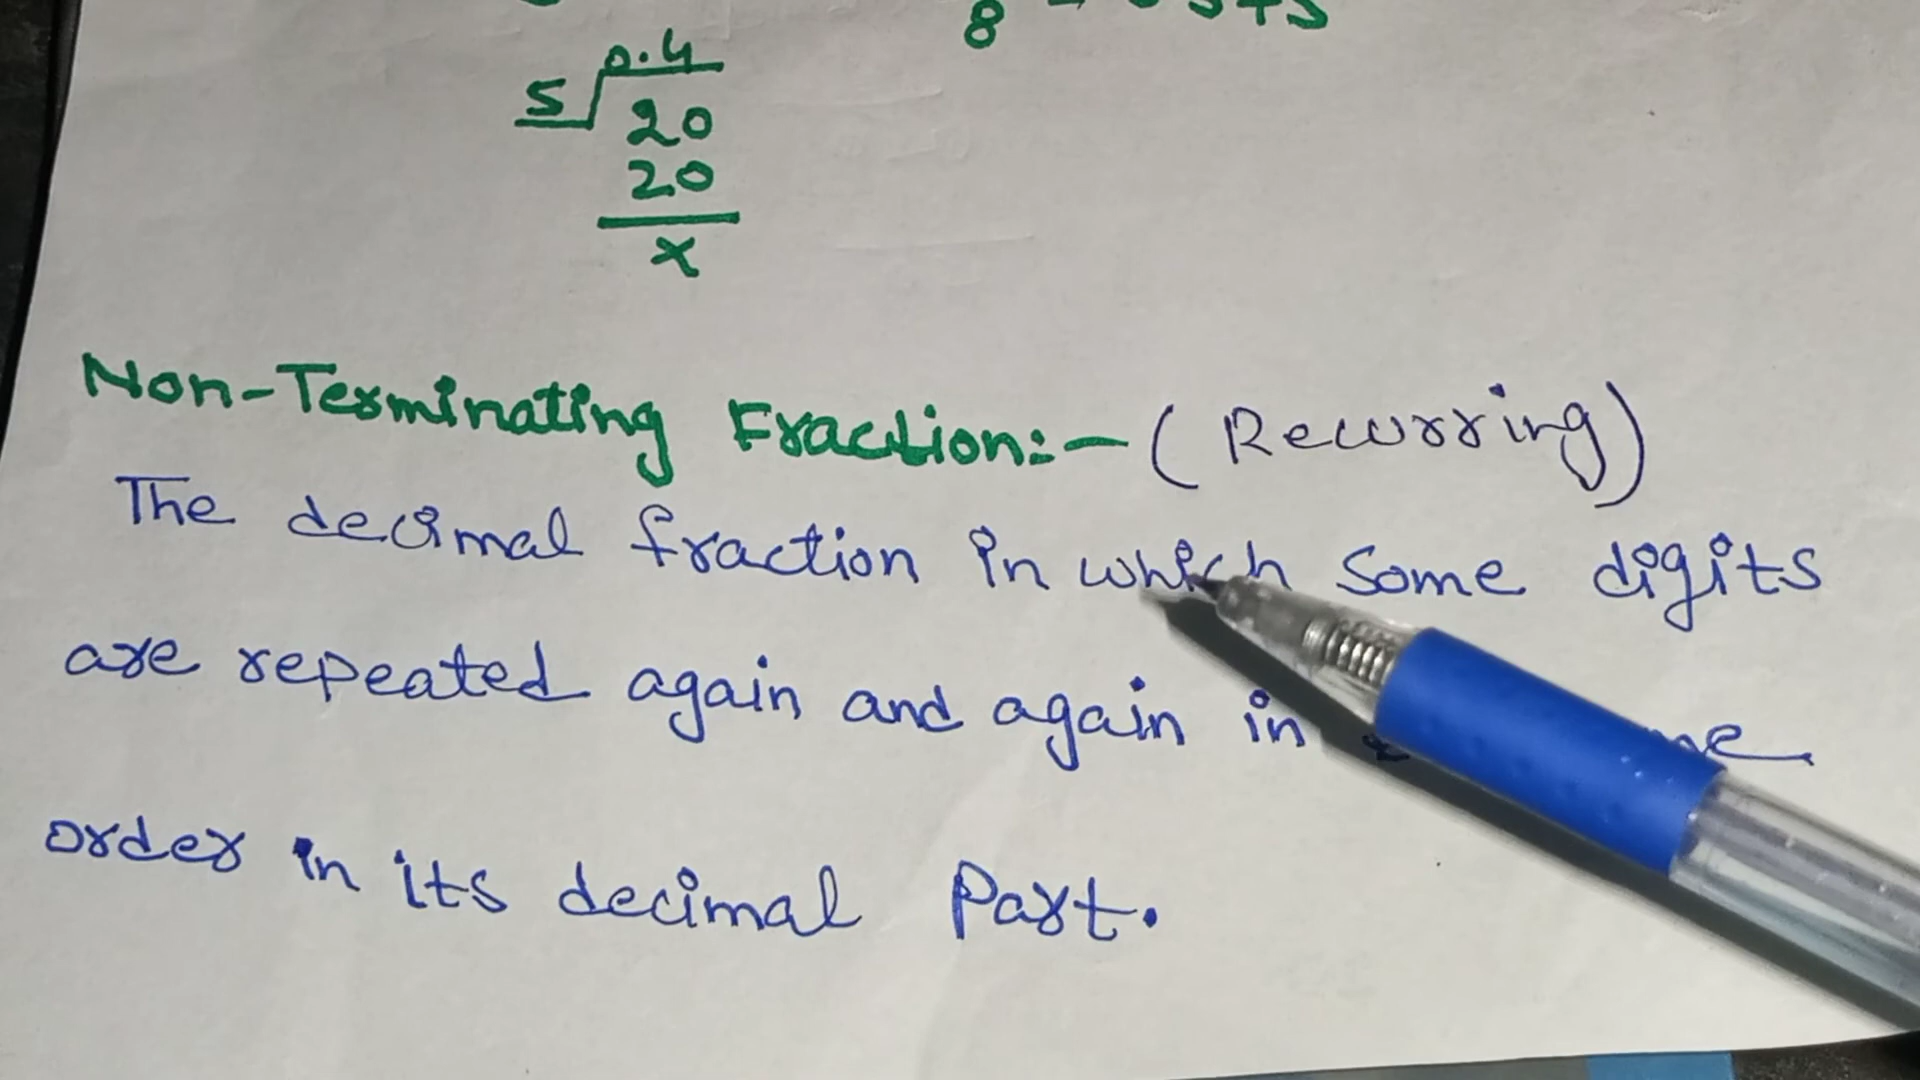 8
0.4
5 20
20
x
Non-Terminating Fraction:- (Recurring)
The decimal fraction in which some digits
are repeated again and again in
order in its decimal Part.